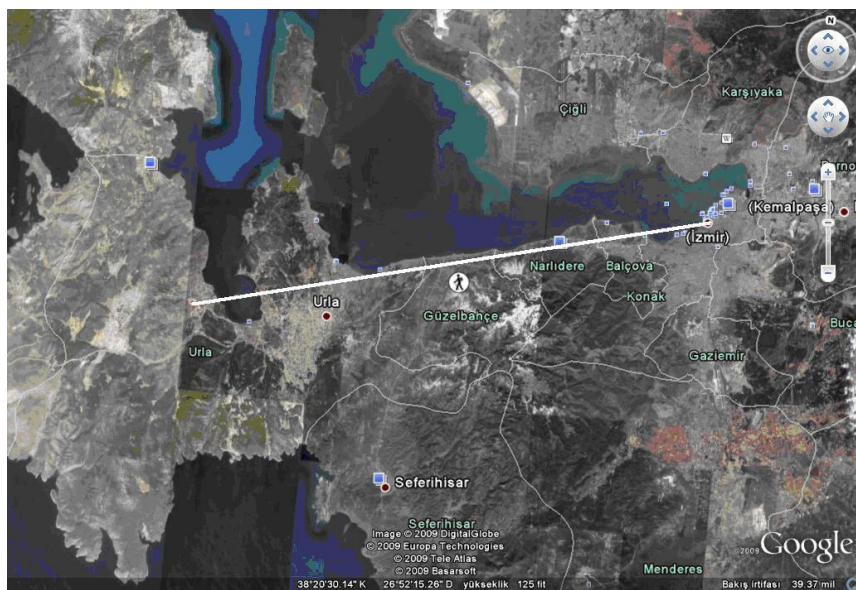 N
Karşıyaka
Çiğli
W
(Kemalpaşa)
(İzmir)
Narlıdere
Balçova
Konak
Urla
Güzelbahçe
Urla
Gaziemir
Seferihisar
Seferihisar
Image © 2009 DigitalGlobe
© 2009 Europa Technologies
© 2009 Tele Atlas
© 2009 Basarsoft
©2009 Google
Menderes
38°20'30.14" K 26°52'15.26" D yükseklik 125 fit
Bakış irtifası 39.37 mil